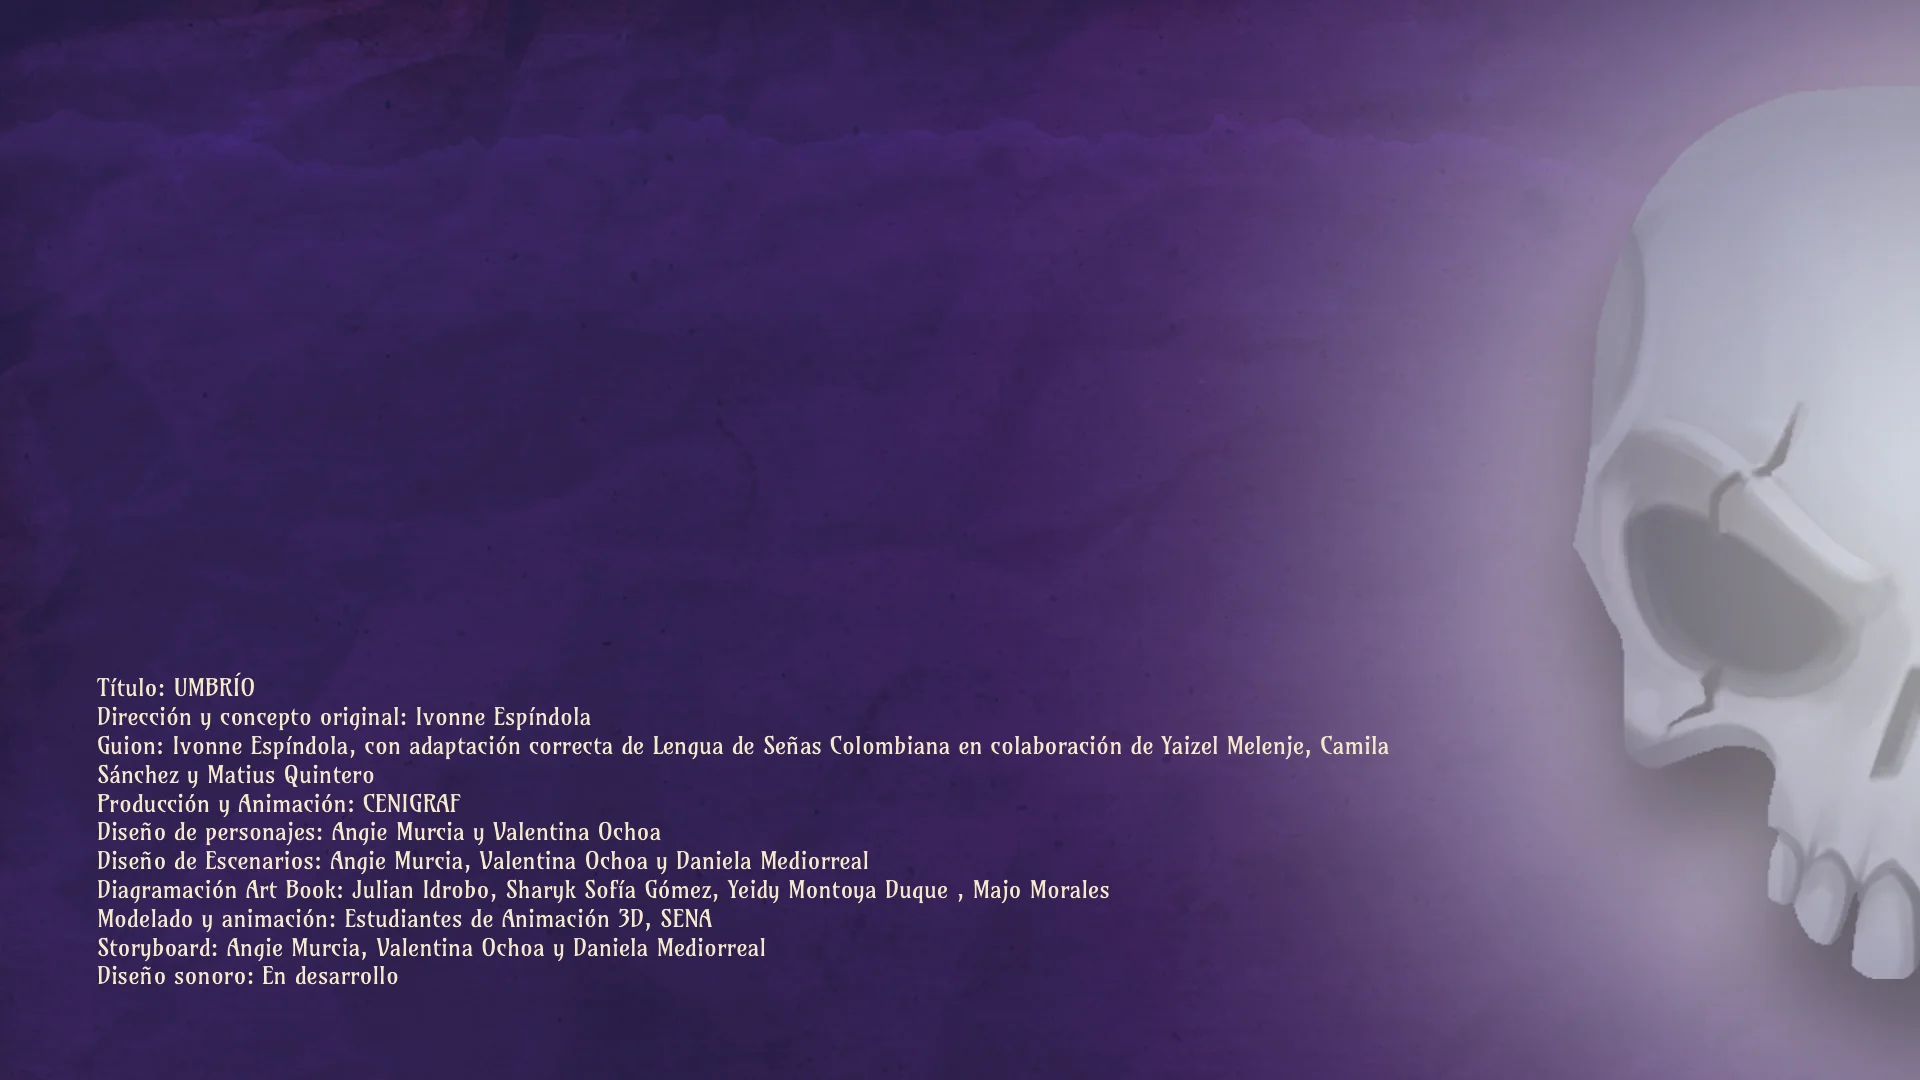 Título: UMBRÍO
Dirección y concepto original: Ivonne Espíndola
Guion: Ivonne Espíndola, con adaptación correcta de Lengua de Señas Colombiana en colaboración de Yaizel Melenje, Camila
Sánchez y Matius Quintero
Producción y Animación: CENIGRAF
Diseño de personajes: Angie Murcia y Valentina Ochoa
Diseño de Escenarios: Angie Murcia, Valentina Ochoa y Daniela Mediorreal
Diagramación Art Book: Julian Idrobo, Sharyk Sofía Gómez, Yeidy Montoya Duque , Majo Morales
Modelado y animación: Estudiantes de Animación 3D, SENA
Storyboard: Angie Murcia, Valentina Ochoa y Daniela Mediorreal
Diseño sonoro: En desarrollo